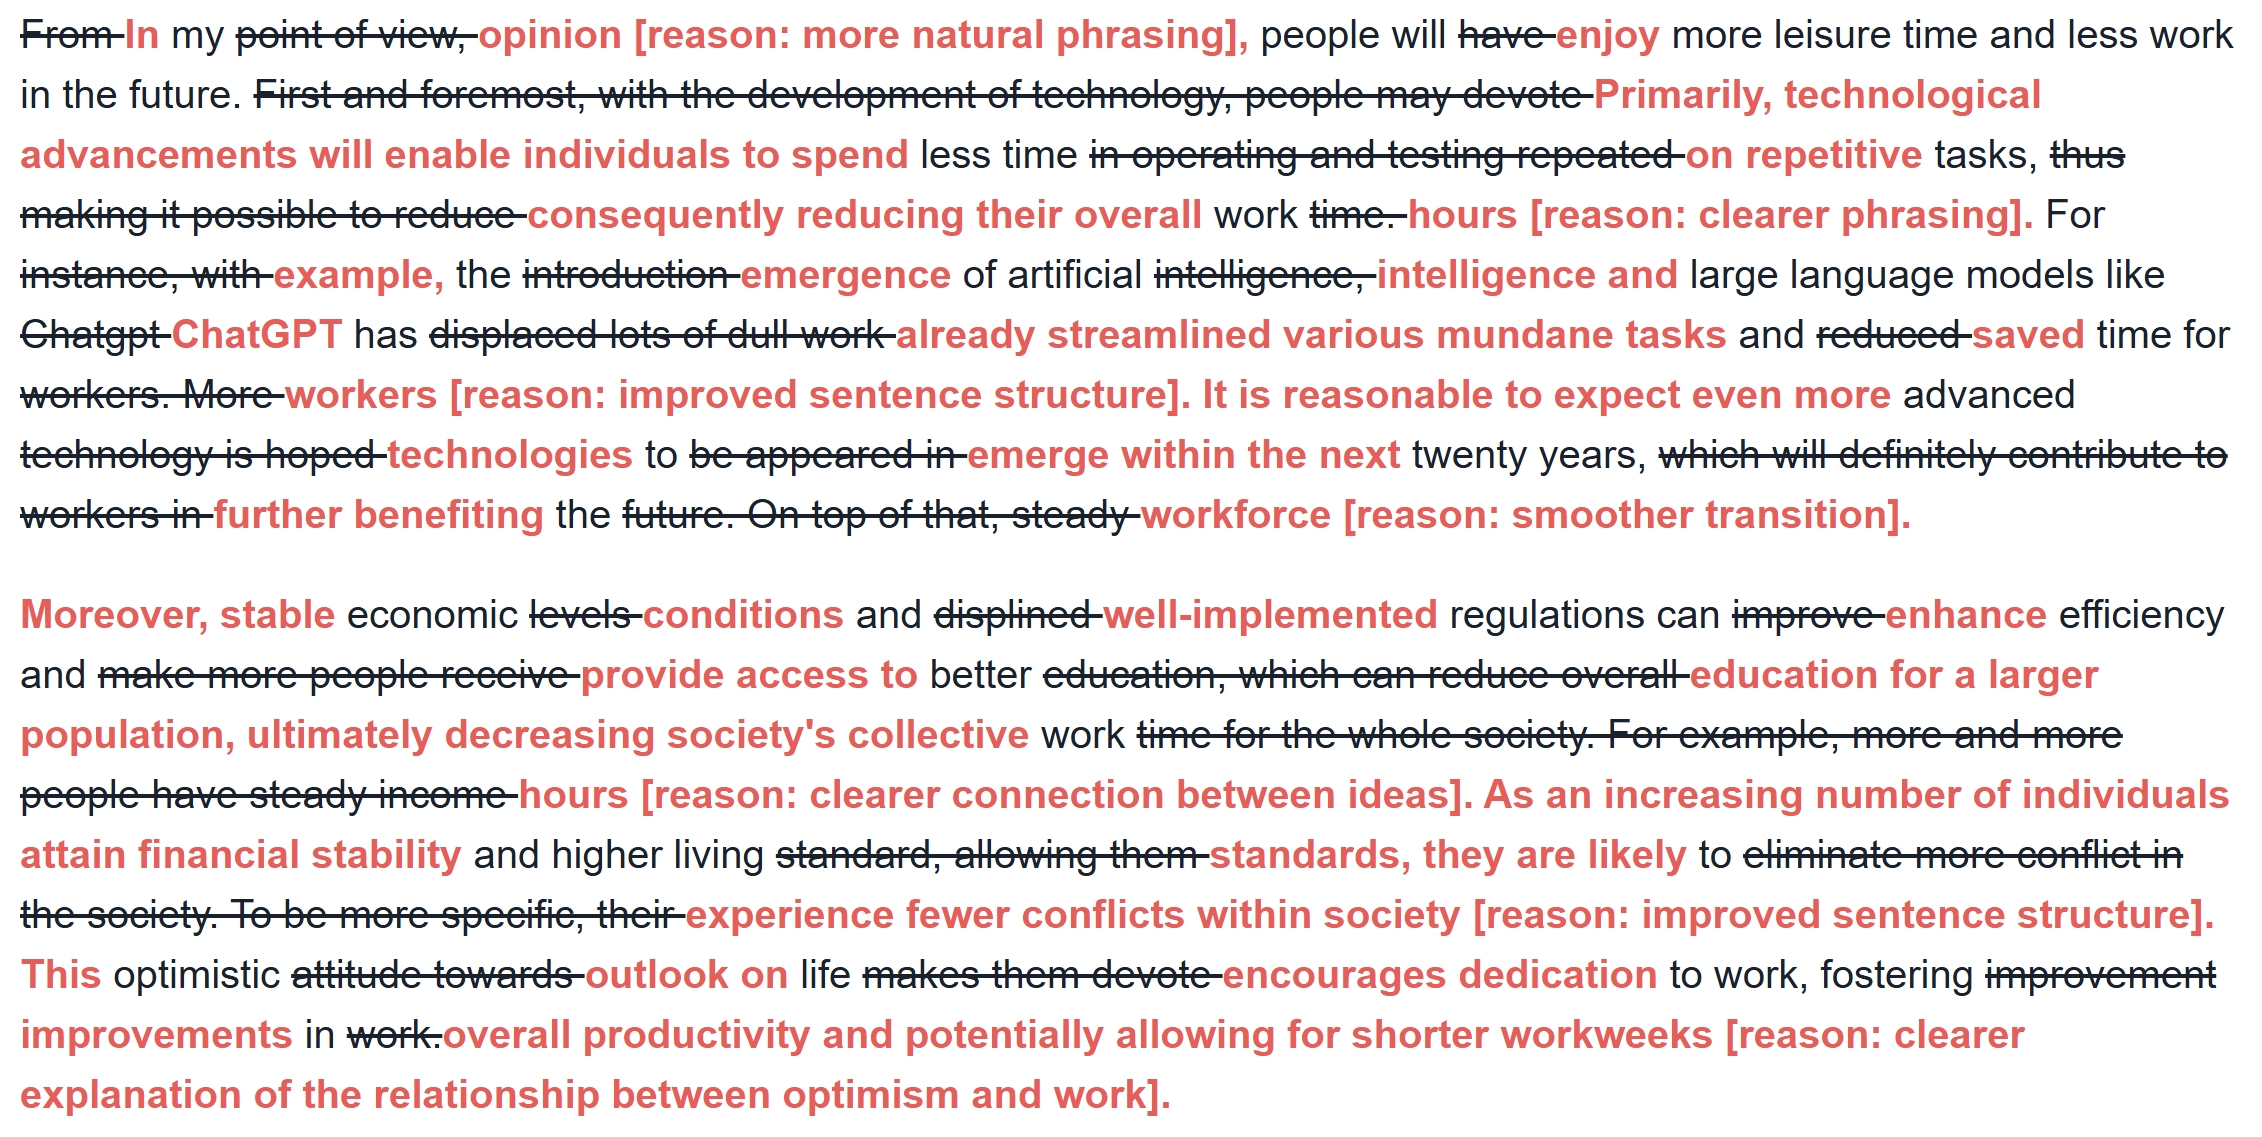 From In my point of view, opinion [reason: more natural phrasing], people will have enjoy more leisure time and less work
in the future. First and foremost, with the development of technology, people may devote Primarily, technological
advancements will enable individuals to spend less time in operating and testing repeated on repetitive tasks, thus
making it possible to reduce consequently reducing their overall work time. hours [reason: clearer phrasing]. For
instance, with example, the introduction emergence of artificial intelligence, intelligence and large language models like
Chatgpt ChatGPT has displaced lots of dull work already streamlined various mundane tasks and reduced saved time for
workers. More workers [reason: improved sentence structure]. It is reasonable to expect even more advanced
technology is hoped technologies to be appeared in emerge within the next twenty years, which will definitely contribute to
workers in further benefiting the future. On top of that, steady workforce [reason: smoother transition].
Moreover, stable economic levels conditions and displined well-implemented regulations can improve enhance efficiency
and make more people receive provide access to better education, which can reduce overall education for a larger
population, ultimately decreasing society's collective work time for the whole society. For example, more and more
people have steady income hours [reason: clearer connection between ideas]. As an increasing number of individuals
attain financial stability and higher living standard, allowing them standards, they are likely to eliminate more conflict in
the society. To be more specific, their experience fewer conflicts within society [reason: improved sentence structure].
This optimistic attitude towards outlook on life makes them devote encourages dedication to work, fostering improvement
improvements in work.overall productivity and potentially allowing for shorter workweeks [reason: clearer
explanation of the relationship between optimism and work].